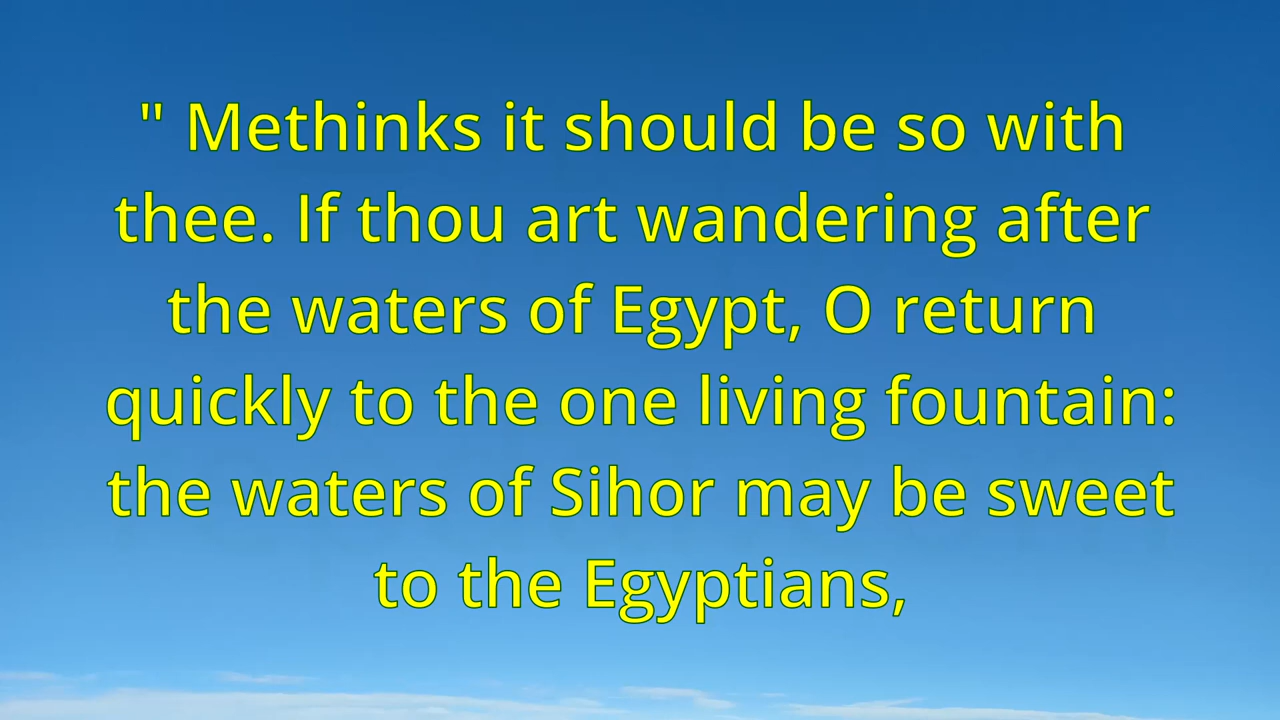 " Methinks it should be so with
thee. If thou art wandering after
the waters of Egypt, O return
quickly to the one living fountain:
the waters of Sihor may be sweet
to the Egyptians,